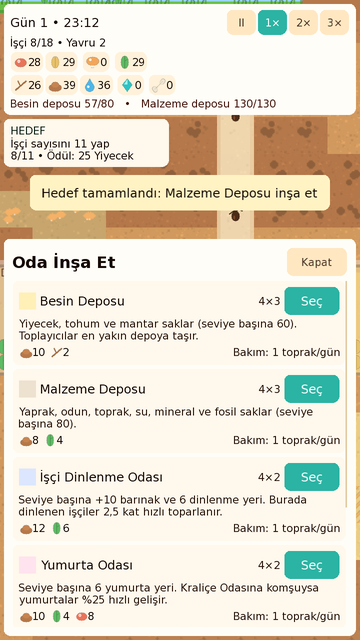 Gün 1 • 23:12
II 1× 2× 3×
İşçi 8/18 • Yavru 2
28 29 0 29
26 39 36 0 0
Besin deposu 57/80 • Malzeme deposu 130/130
HEDEF
İşçi sayısını 11 yap
8/11 • Ödül: 25 Yiyecek
Hedef tamamlandı: Malzeme Deposu inşa et
Oda İnşa Et
Kapat
Besin Deposu 4×3 Seç
Yiyecek, tohum ve mantar saklar (seviye başına 60).
Toplayıcılar en yakın depoya taşır.
10 2 Bakım: 1 toprak/gün
Malzeme Deposu 4×3 Seç
Yaprak, odun, toprak, su, mineral ve fosil saklar (seviye
başına 80).
8 4 Bakım: 1 toprak/gün
İşçi Dinlenme Odası 4×2 Seç
Seviye başına +10 barınak ve 6 dinlenme yeri. Burada
dinlenen işçiler 2,5 kat hızlı toparlanır.
12 6 Bakım: 1 toprak/gün
Yumurta Odası 4×2 Seç
Seviye başına 6 yumurta yeri. Kraliçe Odasına komşuysa
yumurtalar %25 hızlı gelişir.
10 4 8 Bakım: 1 toprak/gün